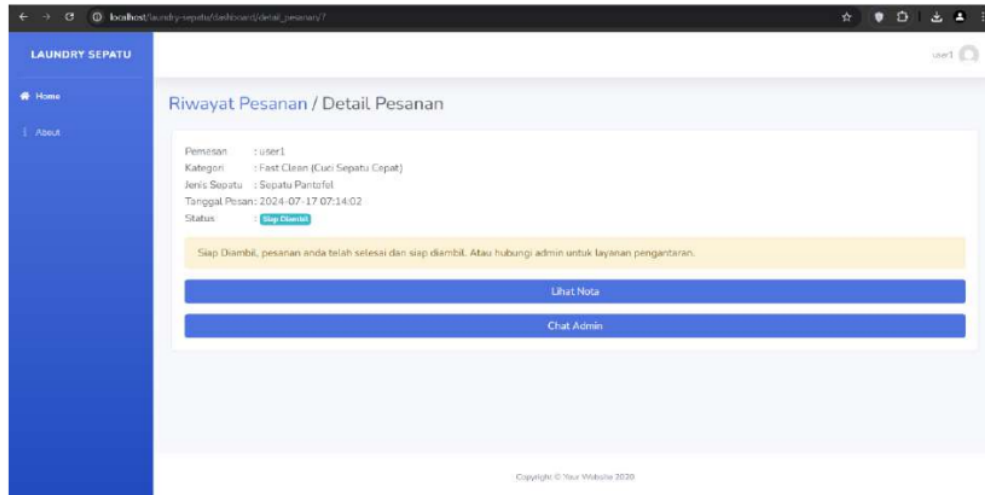 localhost/laundry-sepatu/dashboard/detail_pesanan/7
LAUNDRY SEPATU
user1
Home
Riwayat Pesanan / Detail Pesanan
About
Pemesan : user1
Kategori : Fast Clean (Cuci Sepatu Cepat)
Jenis Sepatu : Sepatu Pantofel
Tanggal Pesan: 2024-07-17 07:14:02
Status : Siap Diambil
Siap Diambil, pesanan anda telah selesai dan siap diambil. Atau hubungi admin untuk layanan pengantaran.
Lihat Nota
Chat Admin
Copyright © Your Website 2020